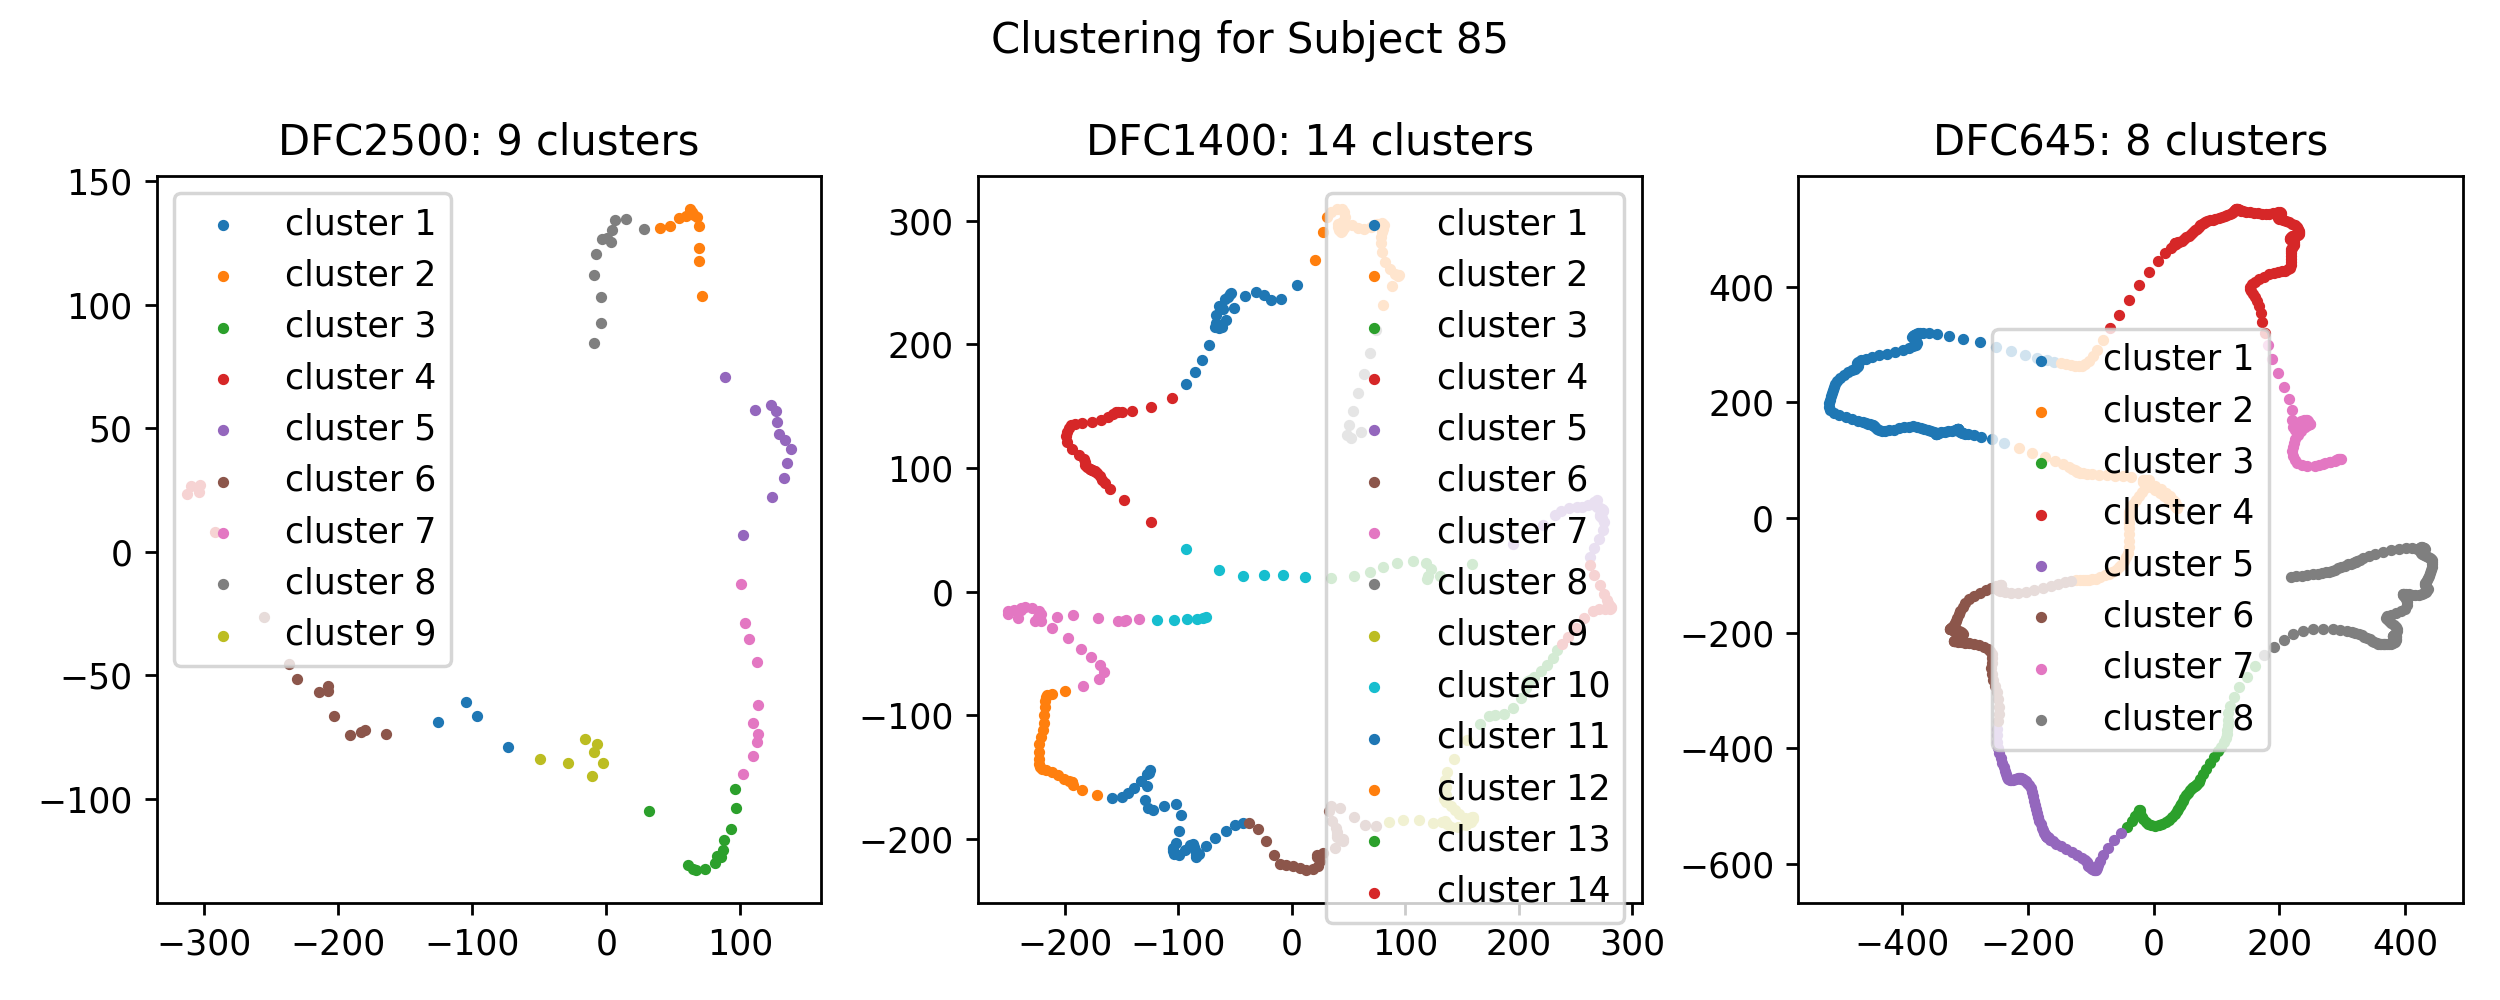 Clustering for Subject 85
DFC2500: 9 clusters
150
100
50
0
−50
−100
−300
−200
−100
0
100
cluster 1
cluster 2
cluster 3
cluster 4
cluster 5
cluster 6
cluster 7
cluster 8
cluster 9
DFC1400: 14 clusters
300
200
100
0
−100
−200
−200
−100
0
100
200
300
cluster 1
cluster 2
cluster 3
cluster 4
cluster 5
cluster 6
cluster 7
cluster 8
cluster 9
cluster 10
cluster 11
cluster 12
cluster 13
cluster 14
DFC645: 8 clusters
400
200
0
−200
−400
−600
−400
−200
0
200
400
cluster 1
cluster 2
cluster 3
cluster 4
cluster 5
cluster 6
cluster 7
cluster 8